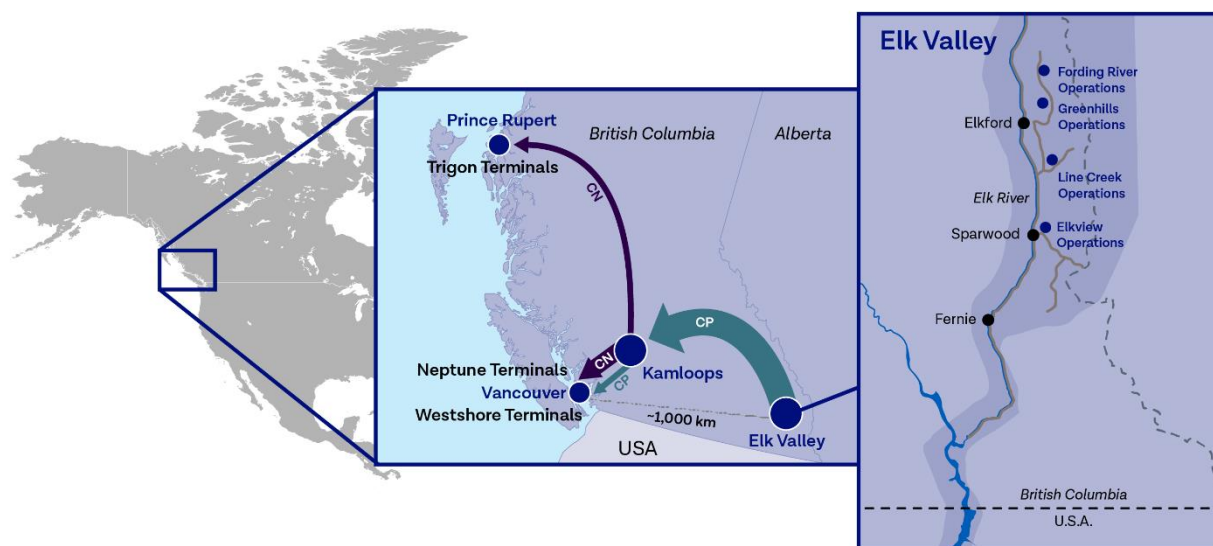 Prince Rupert
British Columbia
Alberta
Trigon Terminals
CN
CP
Neptune Terminals
CN
Kamloops
Vancouver
CP
Westshore Terminals
~1,000 km
Elk Valley
USA
Elk Valley
Fording River
Operations
Greenhills
Operations
Elkford
Line Creek
Operations
Elk River
Sparwood
Elkview
Operations
Fernie
British Columbia
U.S.A.